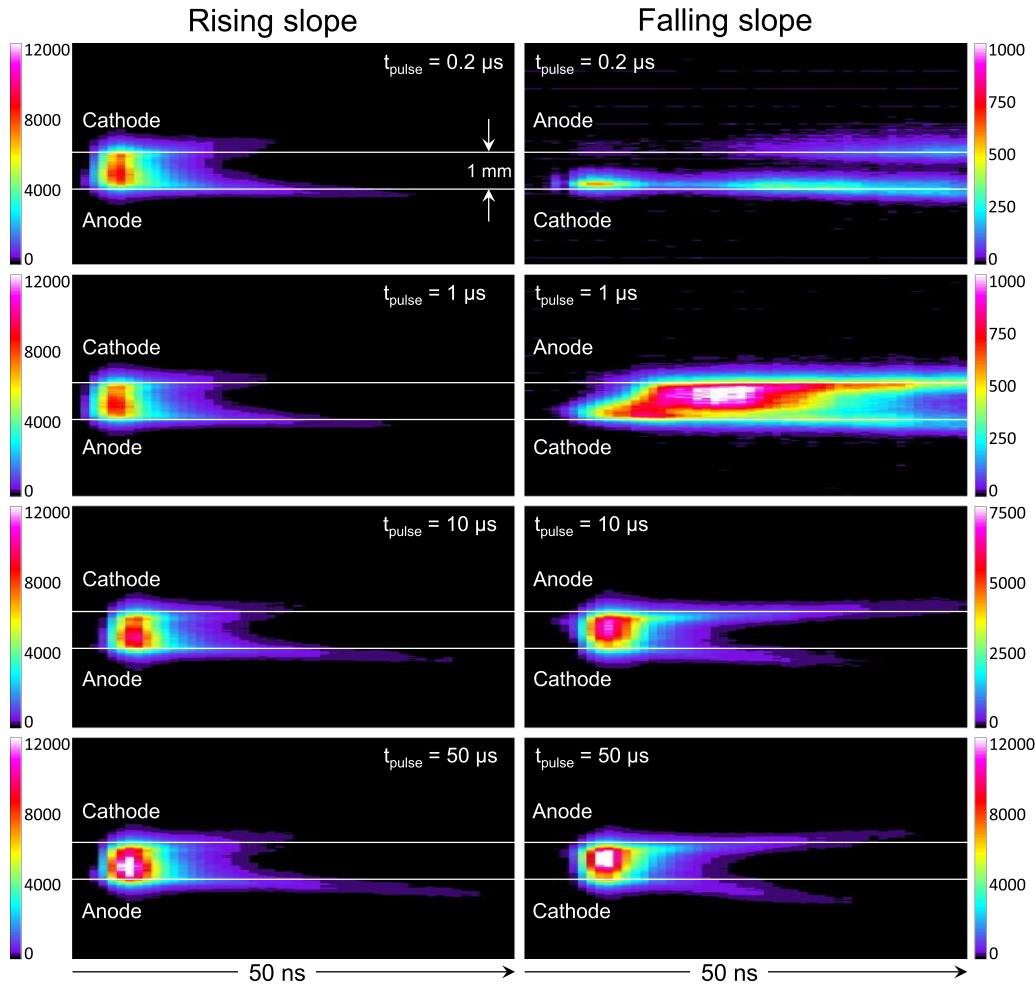 Rising slope
Falling slope
12000
8000
4000
0
t_pulse = 0.2 µs
Cathode
1 mm
Anode
t_pulse = 0.2 µs
Anode
Cathode
1000
750
500
250
0
12000
8000
4000
0
t_pulse = 1 µs
Cathode
Anode
t_pulse = 1 µs
Anode
Cathode
1000
750
500
250
0
12000
8000
4000
0
t_pulse = 10 µs
Cathode
Anode
t_pulse = 10 µs
Anode
Cathode
7500
5000
2500
0
12000
8000
4000
0
t_pulse = 50 µs
Cathode
Anode
t_pulse = 50 µs
Anode
Cathode
12000
8000
4000
0
50 ns
50 ns